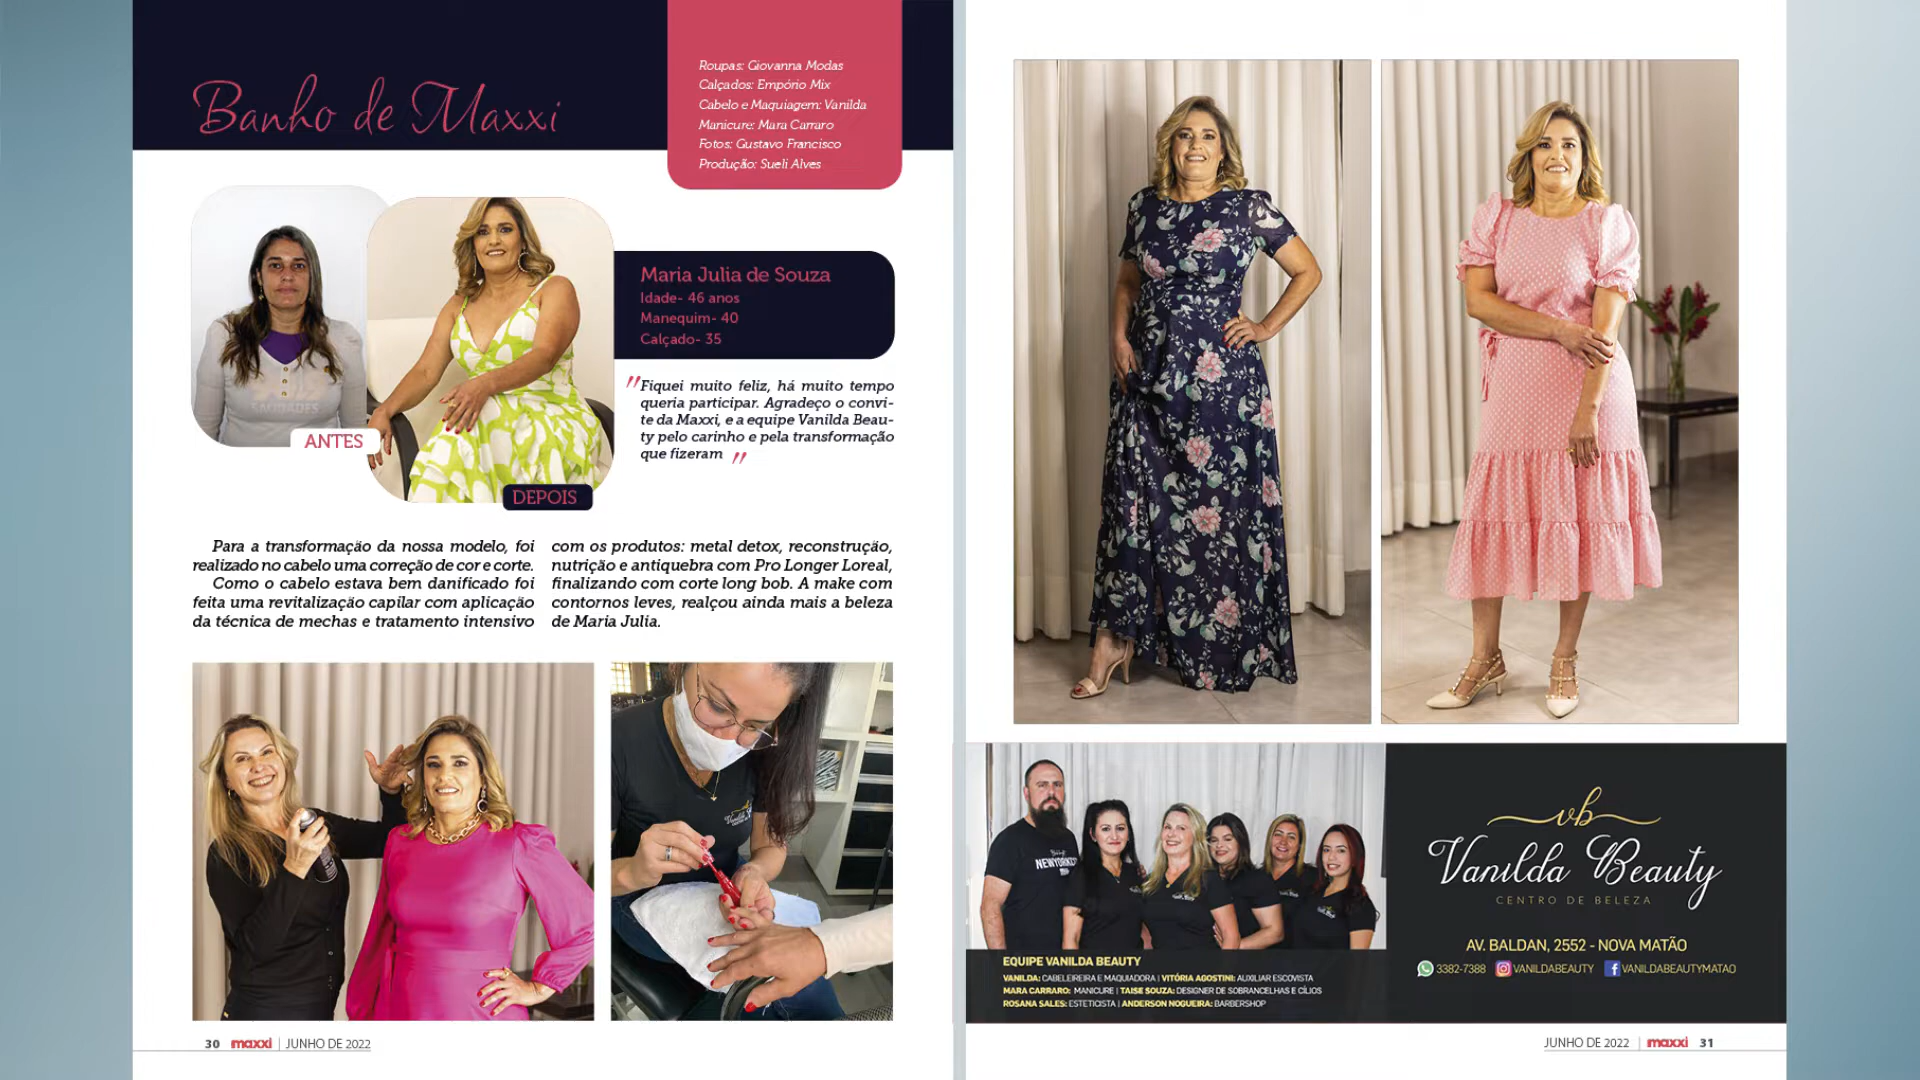 Banho de Maxxi
Roupas: Giovanna Modas
Calçados: Empório Mix
Cabelo e Maquiagem: Vanilda
Manicure: Mara Carraro
Fotos: Gustavo Francisco
Produção: Sueli Alves
ANTES
DEPOIS
Maria Julia de Souza
Idade- 46 anos
Manequim- 40
Calçado- 35
"Fiquei muito feliz, há muito tempo
queria participar. Agradeço o convi-
te da Maxxi, e a equipe Vanilda Beau-
ty pelo carinho e pela transformação
que fizeram "
Para a transformação da nossa modelo, foi
realizado no cabelo uma correção de cor e corte.
Como o cabelo estava bem danificado foi
feita uma revitalização capilar com aplicação
da técnica de mechas e tratamento intensivo
com os produtos: metal detox, reconstrução,
nutrição e antiquebra com Pro Longer Loreal,
finalizando com corte long bob. A make com
contornos leves, realçou ainda mais a beleza
de Maria Julia.
30 maxxi | JUNHO DE 2022
EQUIPE VANILDA BEAUTY
VANILDA: CABELEIREIRA E MAQUIADORA | VITÓRIA AGOSTINI: AUXILIAR ESCOVISTA
MARA CARRARO: MANICURE | TAISE SOUZA: DESIGNER DE SOBRANCELHAS E CÍLIOS
ROSANA SALES: ESTETICISTA | ANDERSON NOGUEIRA: BARBERSHOP
vb
Vanilda Beauty
CENTRO DE BELEZA
AV. BALDAN, 2552 - NOVA MATÃO
3382-7388 VANILDABEAUTY VANILDABEAUTYMATAO
JUNHO DE 2022 | maxxi 31